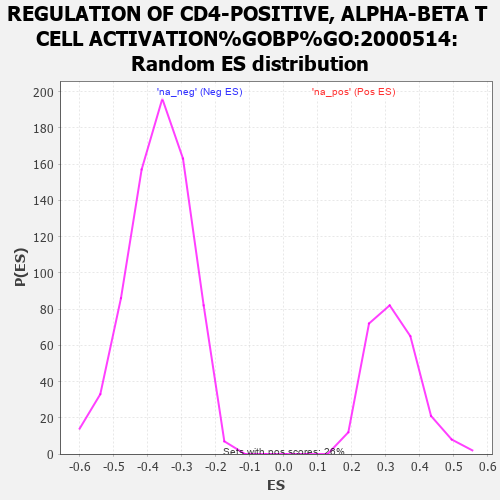 REGULATION OF CD4-POSITIVE, ALPHA-BETA T
CELL ACTIVATION%GOBP%GO:2000514:
Random ES distribution
'na_neg' (Neg ES) 'na_pos' (Pos ES)
200
180
160
140
120
100
80
60
40
20
0
P(ES)
Sets with pos scores: 26%
-0.6 -0.5 -0.4 -0.3 -0.2 -0.1 0.0 0.1 0.2 0.3 0.4 0.5 0.6
ES